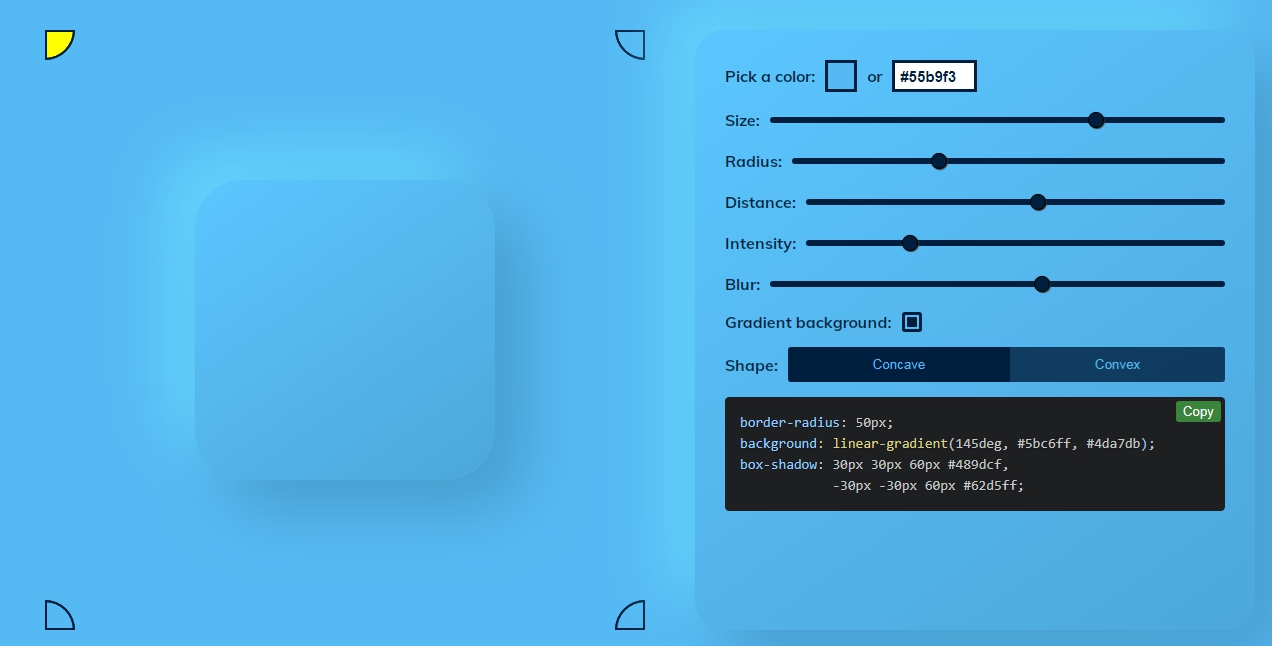 Pick a color: or #55b9f3
Size:
Radius:
Distance:
Intensity:
Blur:
Gradient background:
Shape: Concave Convex
Copy
border-radius: 50px;
background: linear-gradient(145deg, #5bc6ff, #4da7db);
box-shadow: 30px 30px 60px #489dcf,
-30px -30px 60px #62d5ff;